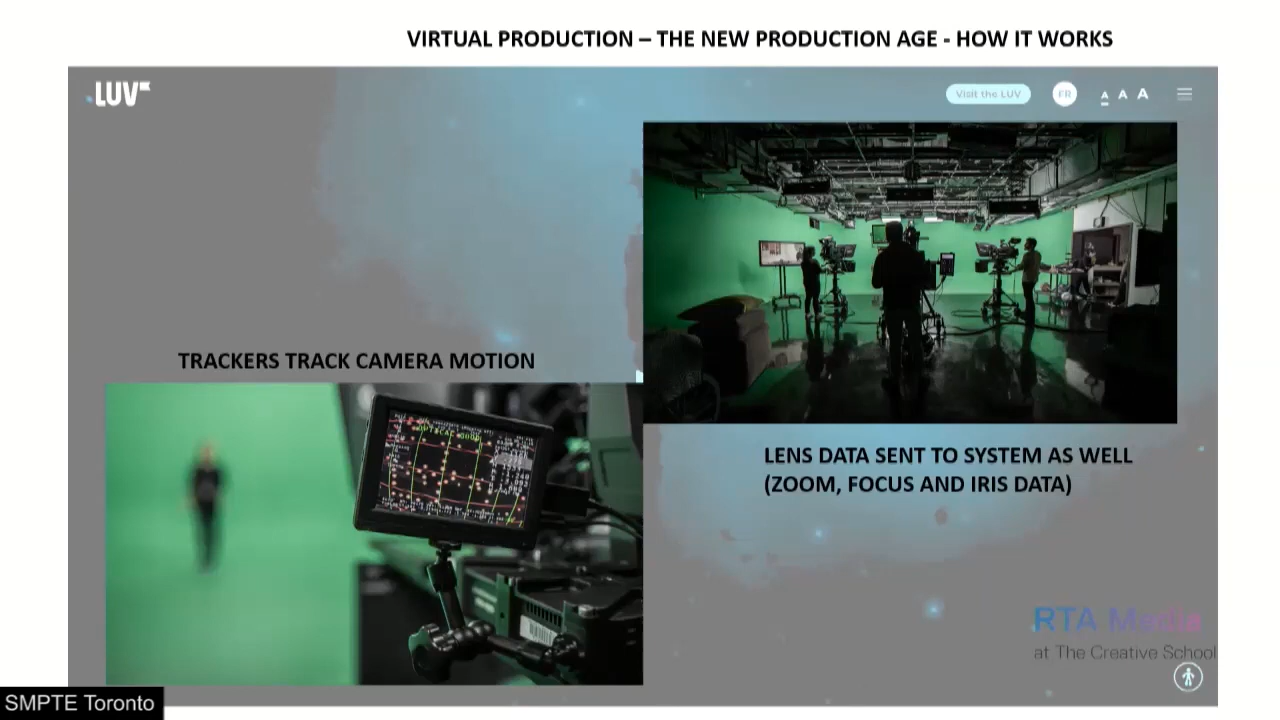 VIRTUAL PRODUCTION – THE NEW PRODUCTION AGE - HOW IT WORKS
LUV
Visit the LUV
FR
A A A
TRACKERS TRACK CAMERA MOTION
LENS DATA SENT TO SYSTEM AS WELL
(ZOOM, FOCUS AND IRIS DATA)
RTA Media
at The Creative School
SMPTE Toronto